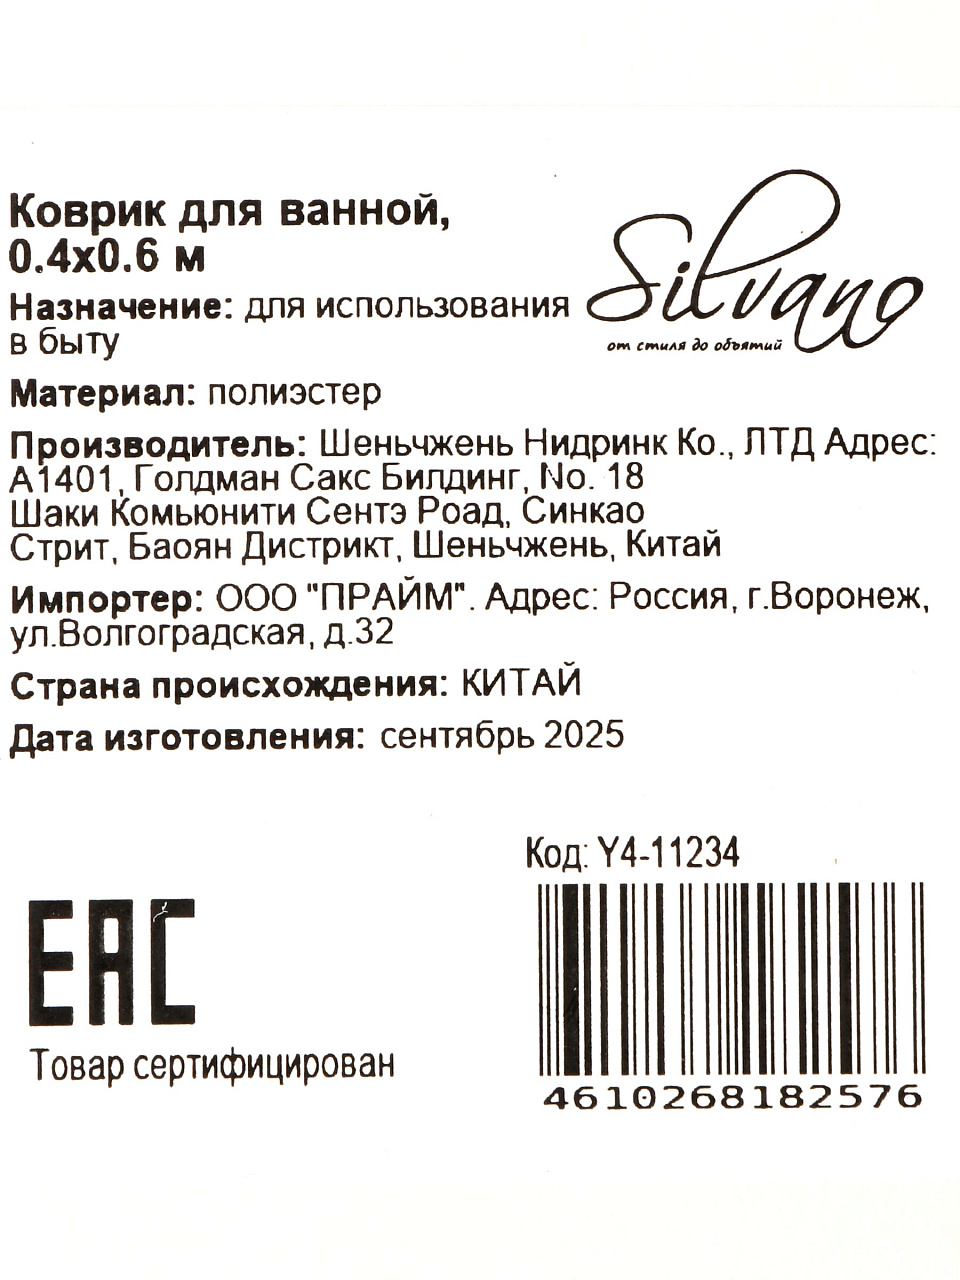 Коврик для ванной,
0.4x0.6 м
Silvano
от стиля до объятий
Назначение: для использования
в быту
Материал: полиэстер
Производитель: Шеньчжень Нидринк Ко., ЛТД Адрес:
А1401, Голдман Сакс Билдинг, No. 18
Шаки Комьюнити Сентэ Роад, Синкао
Стрит, Баоян Дистрикт, Шеньчжень, Китай
Импортер: ООО "ПРАЙМ". Адрес: Россия, г.Воронеж,
ул.Волгоградская, д.32
Страна происхождения: КИТАЙ
Дата изготовления: сентябрь 2025
Код: Y4-11234
4610268182576
EAC
Товар сертифицирован